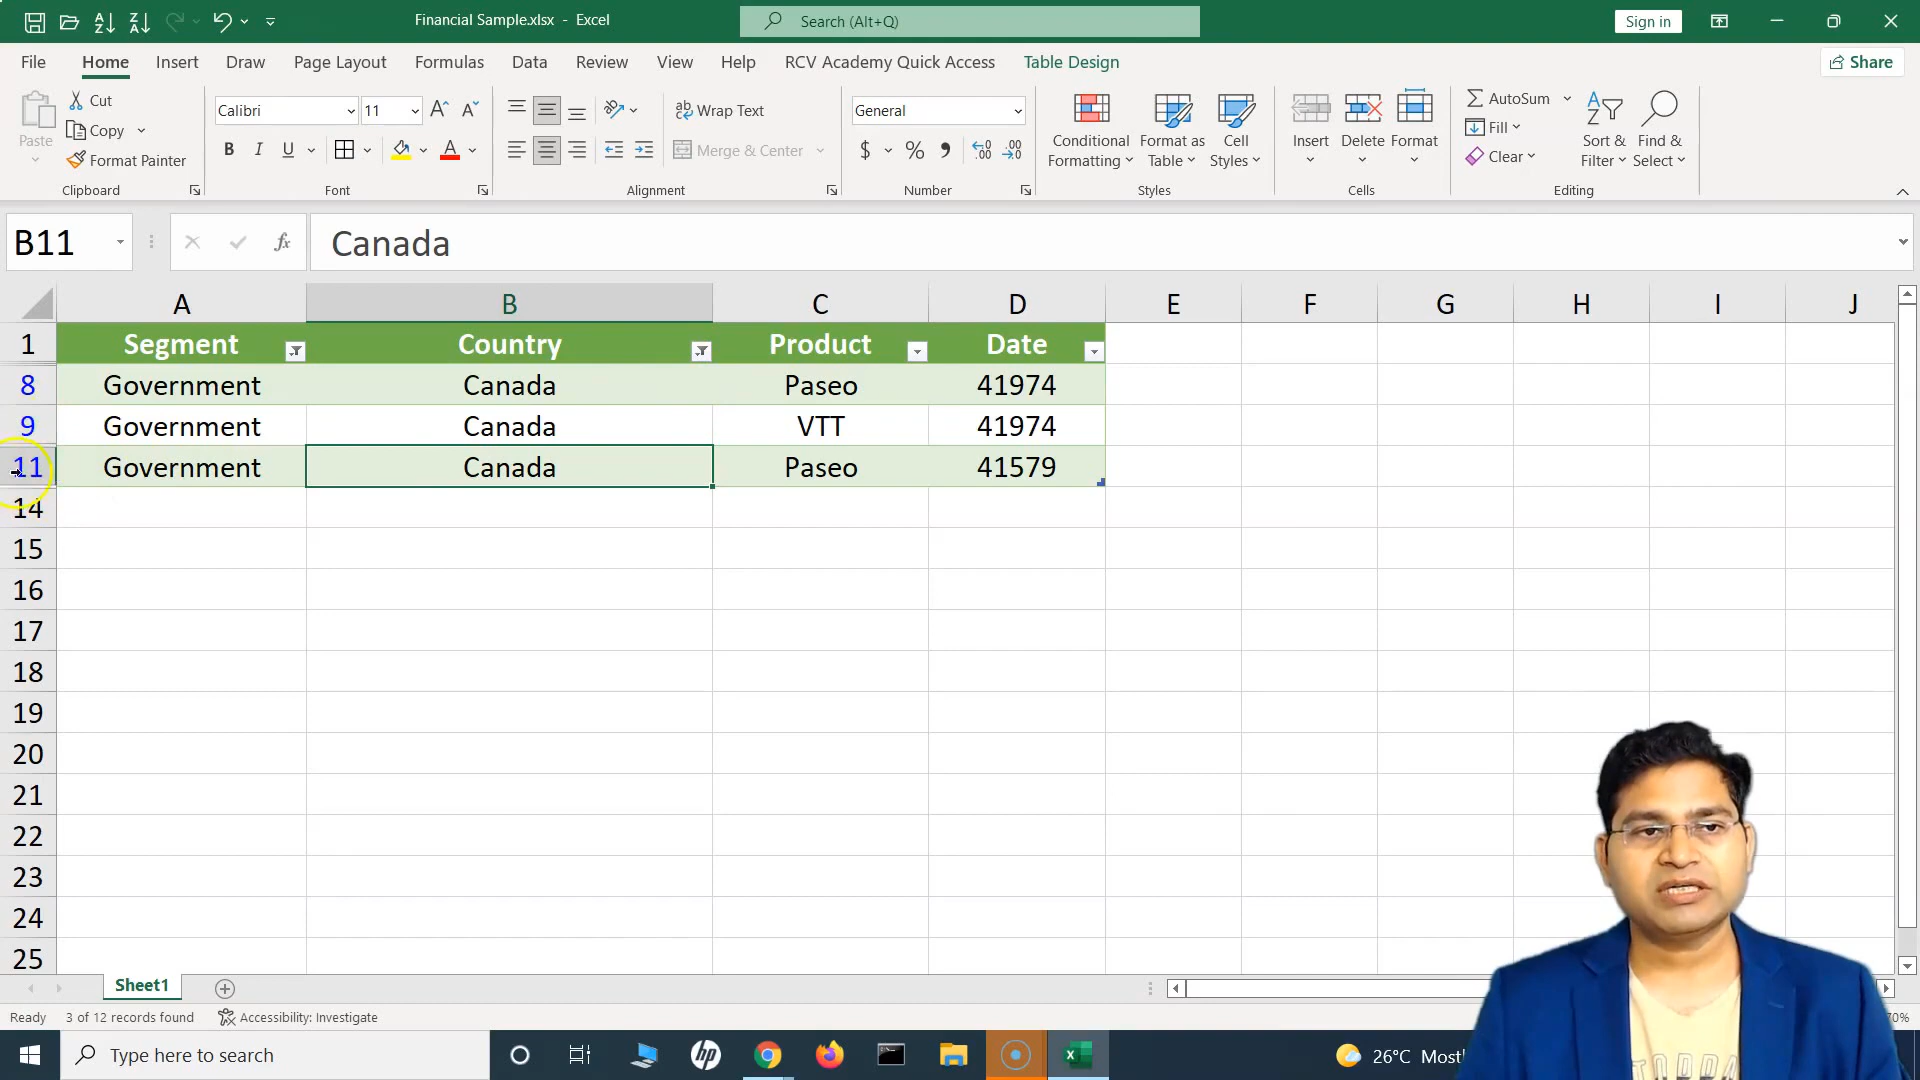 Financial Sample.xlsx - Excel
Search (Alt+Q)
Sign in
File Home Insert Draw Page Layout Formulas Data Review View Help RCV Academy Quick Access Table Design Share
Paste
Cut
Copy
Format Painter
Clipboard
Calibri 11
B I U
Font
Wrap Text
Merge & Center
Alignment
General
$ % , .00 .00
Number
Conditional Formatting
Format as Table
Cell Styles
Styles
Insert Delete Format
Cells
AutoSum
Fill
Clear
Sort & Filter
Find & Select
Editing
B11 fx Canada
A B C D E F G H I J
1 Segment Country Product Date
8 Government Canada Paseo 41974
9 Government Canada VTT 41974
11 Government Canada Paseo 41579
14
15
16
17
18
19
20
21
22
23
24
25
Sheet1
Ready 3 of 12 records found Accessibility: Investigate
Type here to search
hp
26°C